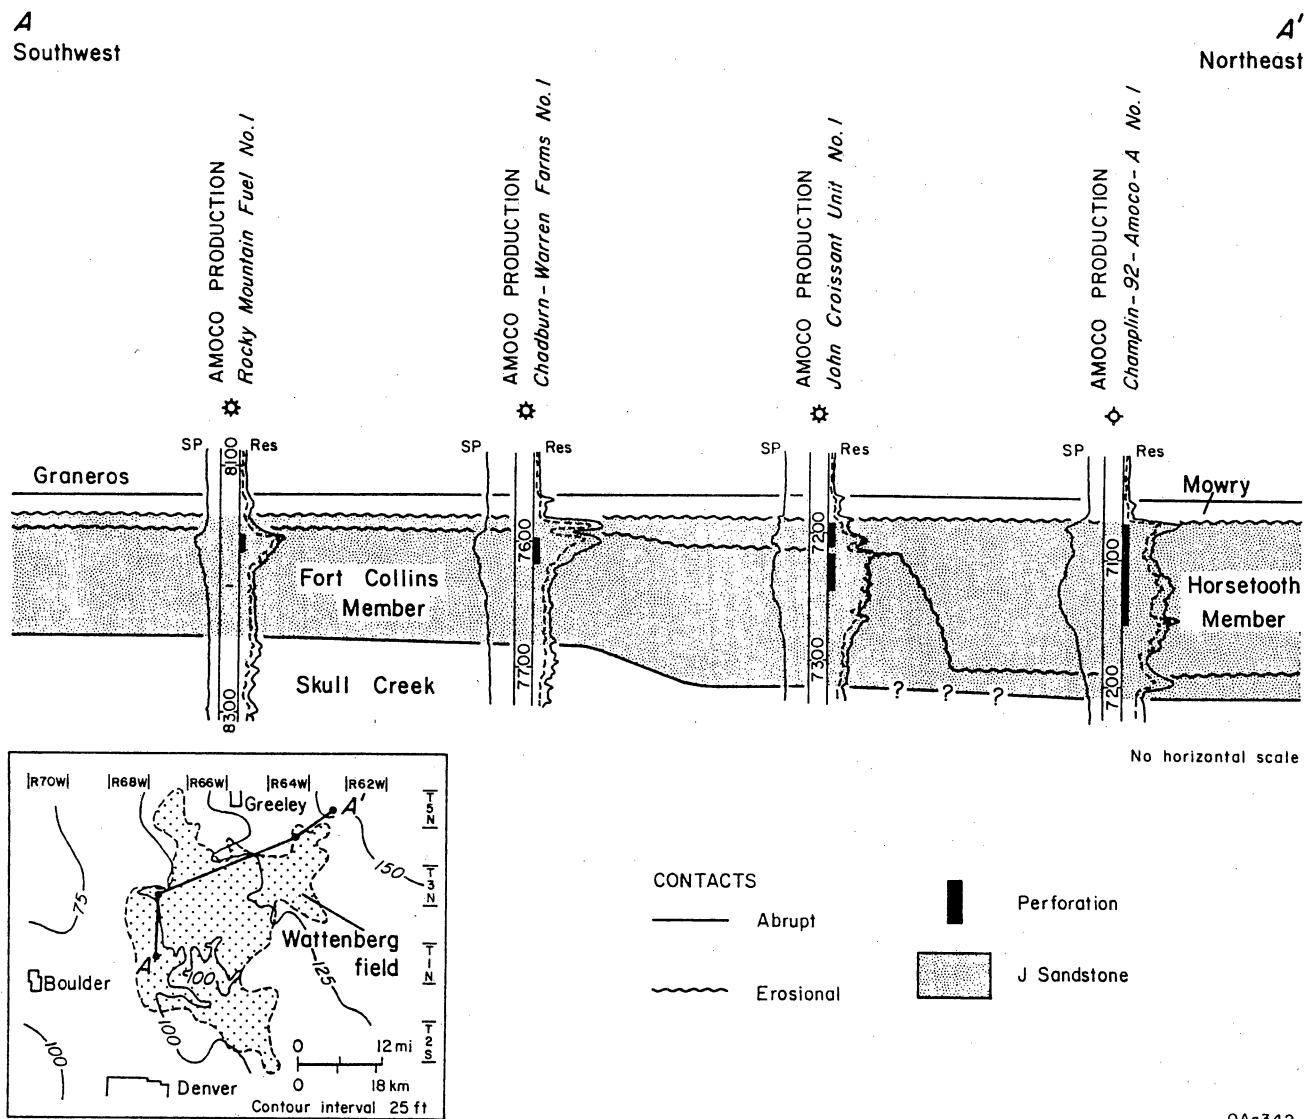 A
Southwest
A'
Northeast
AMOCO PRODUCTION
Rocky Mountain Fuel No. 1
AMOCO PRODUCTION
Chadburn-Warren Farms No. 1
AMOCO PRODUCTION
John Croissant Unit No. 1
AMOCO PRODUCTION
Champlin-92-Amoco-A No. 1
SP
8100
Res
SP
Res
SP
Res
SP
Res
Graneros
Mowry
7600
7200
7100
Fort Collins
Member
Horsetooth
Member
7700
7300
7200
Skull Creek
8300
? ? ?
No horizontal scale
R70W
R68W
R66W
R64W
R62W
Greeley
A'
T5N
150
T3N
75
Wattenberg
field
A
T1N
100
125
Boulder
100
100
T2S
0 12 mi
0 18 km
Denver
Contour interval 25 ft
CONTACTS
Abrupt
Erosional
Perforation
J Sandstone
QA-342